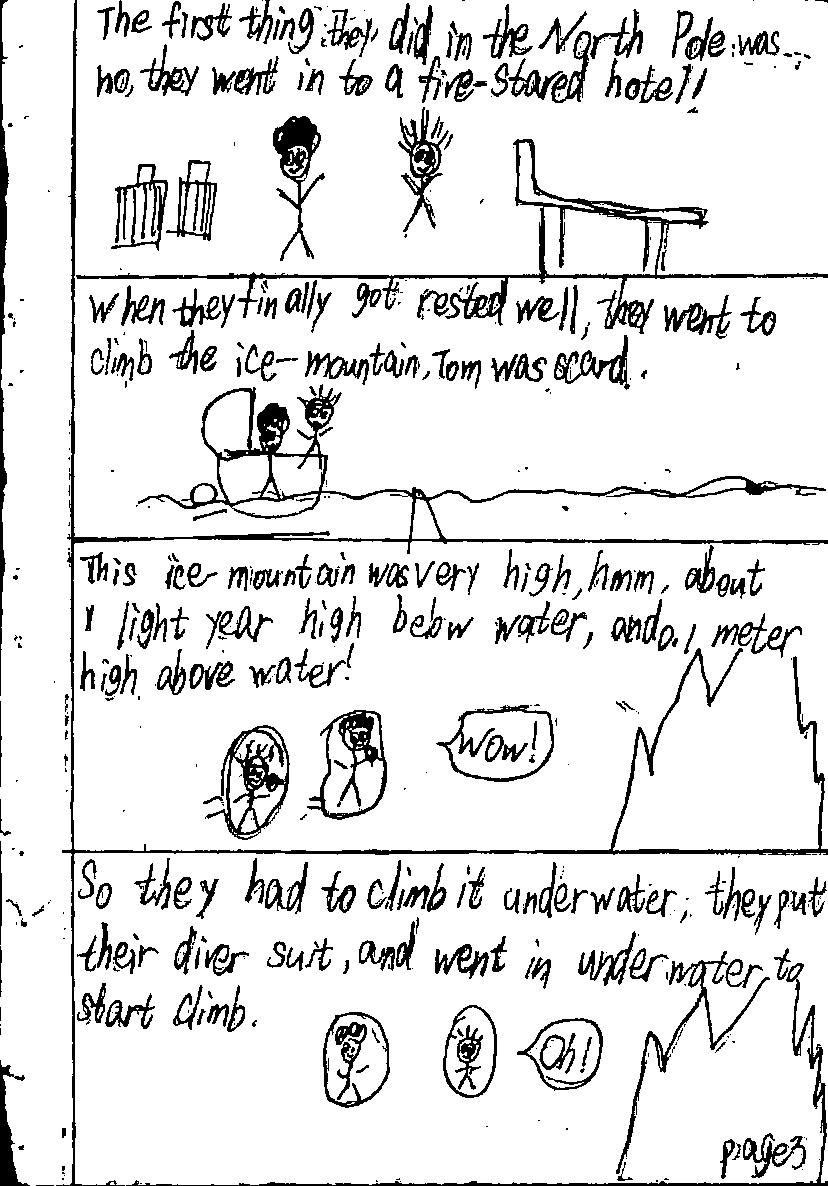 The first thing they did in the North Pole was...
no, they went in to a five-stared hotel!
When they finally got rested well, they went to
climb the ice-mountain, Tom was scard.
This ice-mountain was very high, hmm, about
1 light year high below water, and 0.1 meter
high above water!
Wow!
So they had to climb it underwater, they put
their diver suit, and went in underwater to
start climb.
Oh!
page3